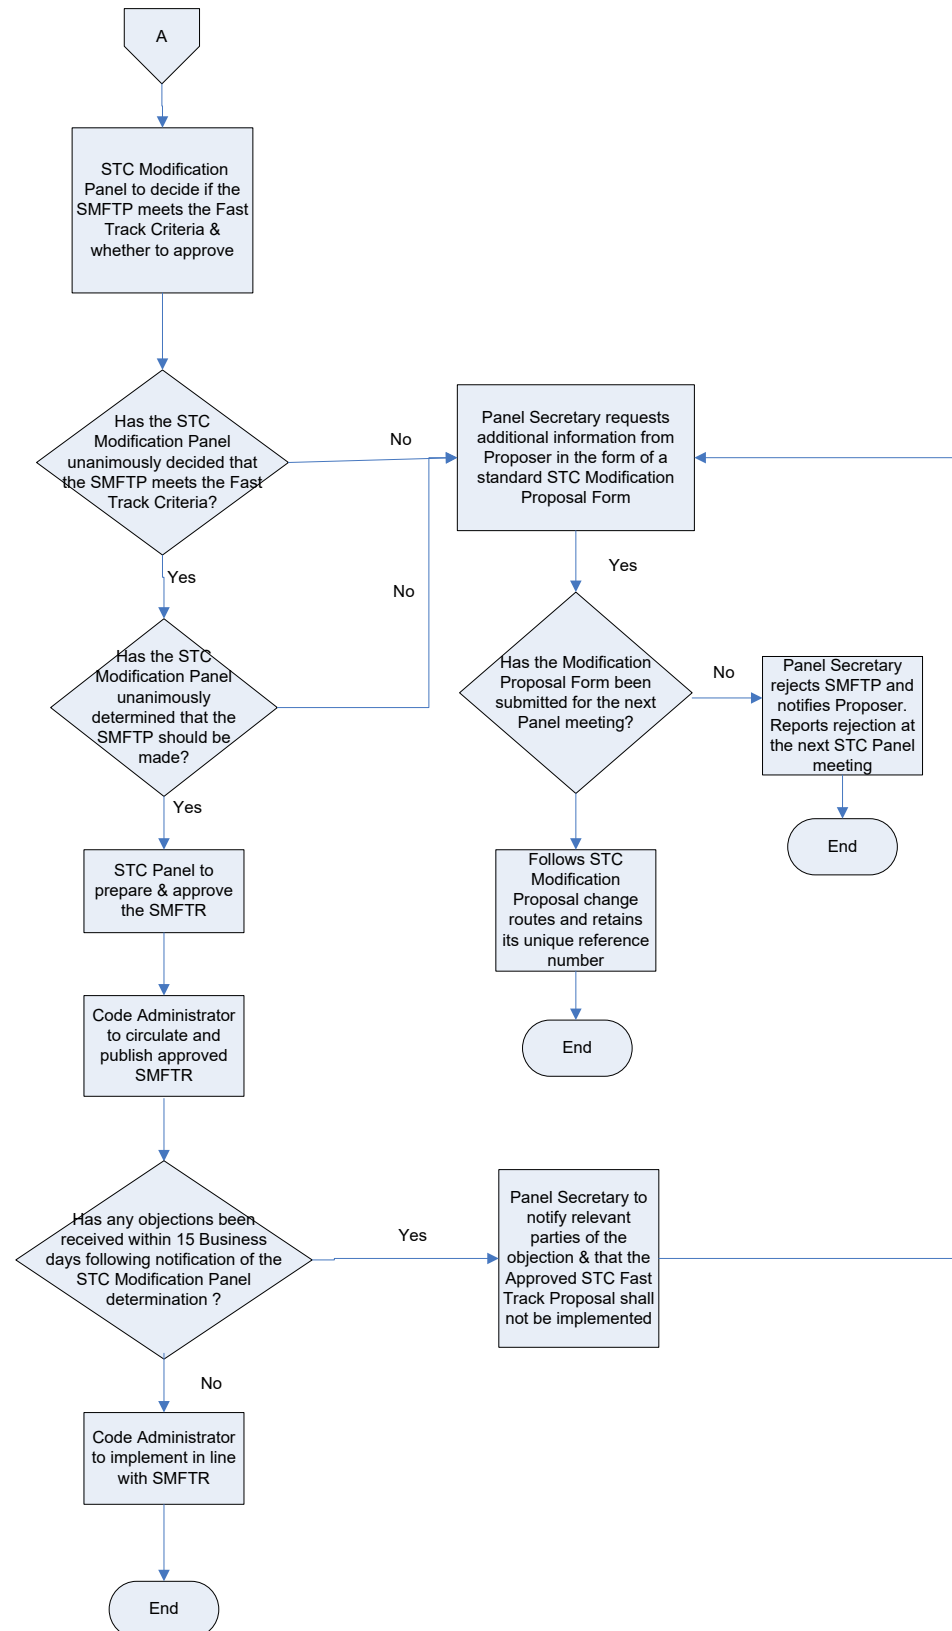 A
STC Modification
Panel to decide if the
SMFTP meets the Fast
Track Criteria &
whether to approve
Has the STC
Modification Panel
unanimously decided that
the SMFTP meets the Fast
Track Criteria?
No
Panel Secretary requests
additional information from
Proposer in the form of a
standard STC Modification
Proposal Form
Yes
Yes
No
Has the STC
Modification Panel
unanimously
determined that the
SMFTP should be
made?
Has the Modification
Proposal Form been
submitted for the next
Panel meeting?
No
Panel Secretary
rejects SMFTP and
notifies Proposer.
Reports rejection at
the next STC Panel
meeting
End
Yes
STC Panel to
prepare & approve
the SMFTR
Follows STC
Modification
Proposal change
routes and retains
its unique reference
number
End
Code Administrator
to circulate and
publish approved
SMFTR
Has any objections been
received within 15 Business
days following notification of the
STC Modification Panel
determination ?
Yes
Panel Secretary to
notify relevant
parties of the
objection & that the
Approved STC Fast
Track Proposal shall
not be implemented
No
Code Administrator
to implement in line
with SMFTR
End